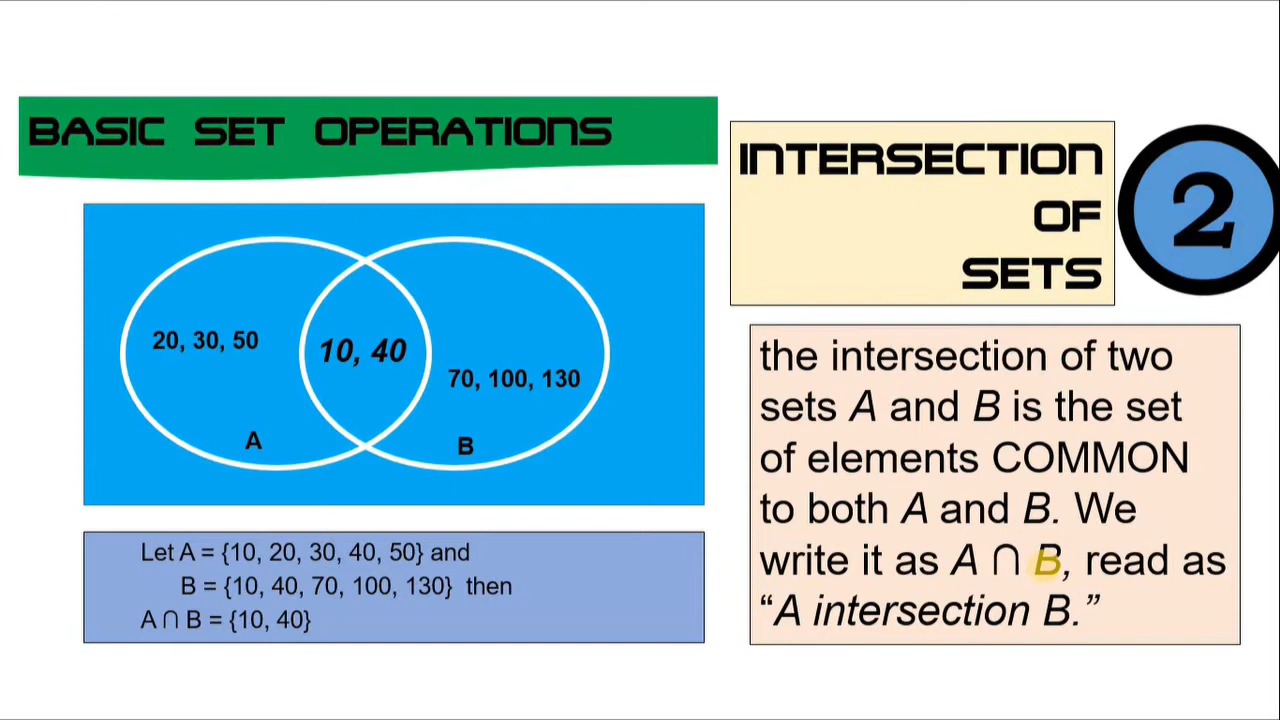 BASIC SET OPERATIONS
INTERSECTION
OF
SETS
2
20, 30, 50
10, 40
70, 100, 130
A
B
Let A = {10, 20, 30, 40, 50} and
B = {10, 40, 70, 100, 130} then
A ∩ B = {10, 40}
the intersection of two
sets A and B is the set
of elements COMMON
to both A and B. We
write it as A ∩ B, read as
“A intersection B.”